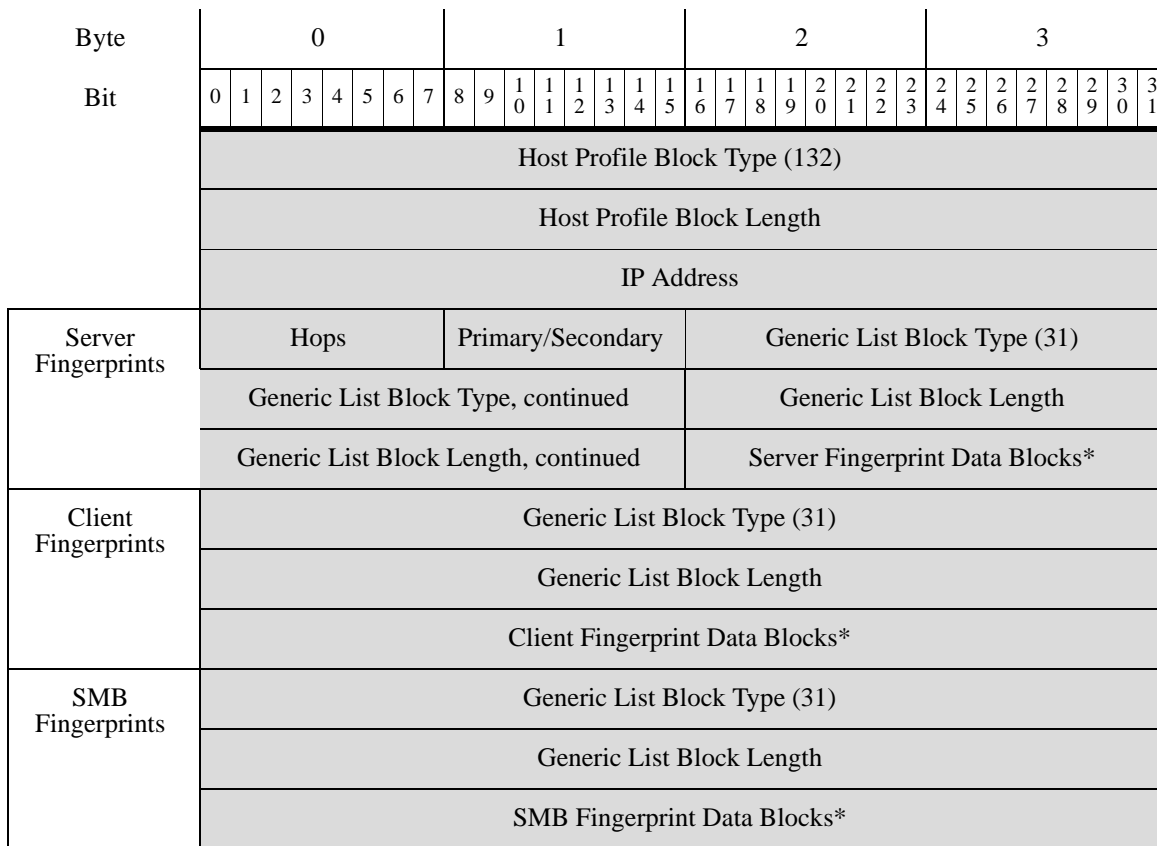 Byte 0 1 2 3
Bit 0 1 2 3 4 5 6 7 8 9 10 11 12 13 14 15 16 17 18 19 20 21 22 23 24 25 26 27 28 29 30 31
Host Profile Block Type (132)
Host Profile Block Length
IP Address
Server Fingerprints
Hops Primary/Secondary Generic List Block Type (31)
Generic List Block Type, continued Generic List Block Length
Generic List Block Length, continued Server Fingerprint Data Blocks*
Client Fingerprints
Generic List Block Type (31)
Generic List Block Length
Client Fingerprint Data Blocks*
SMB Fingerprints
Generic List Block Type (31)
Generic List Block Length
SMB Fingerprint Data Blocks*